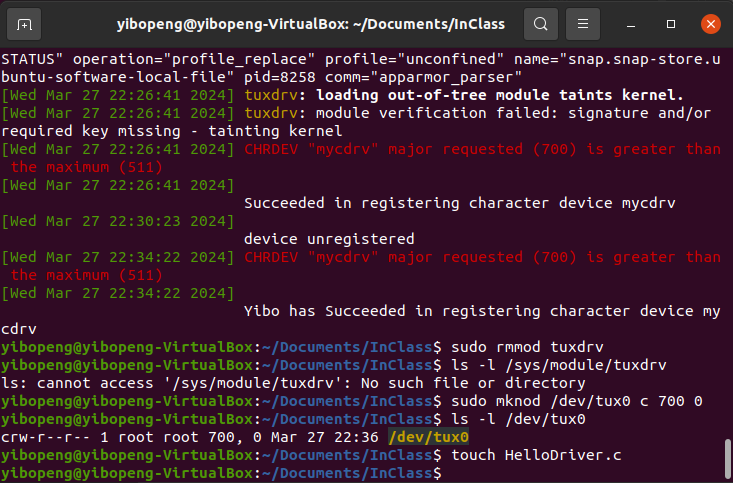 yibopeng@yibopeng-VirtualBox: ~/Documents/InClass
STATUS" operation="profile_replace" profile="unconfined" name="snap.snap-store.u
buntu-software-local-file" pid=8258 comm="apparmor_parser"
[Wed Mar 27 22:26:41 2024] tuxdrv: loading out-of-tree module taints kernel.
[Wed Mar 27 22:26:41 2024] tuxdrv: module verification failed: signature and/or
required key missing - tainting kernel
[Wed Mar 27 22:26:41 2024] CHRDEV "mycdrv" major requested (700) is greater than
 the maximum (511)
[Wed Mar 27 22:26:41 2024]
                           Succeeded in registering character device mycdrv
[Wed Mar 27 22:30:23 2024]
                           device unregistered
[Wed Mar 27 22:34:22 2024] CHRDEV "mycdrv" major requested (700) is greater than
 the maximum (511)
[Wed Mar 27 22:34:22 2024]
                           Yibo has Succeeded in registering character device my
cdrv
yibopeng@yibopeng-VirtualBox:~/Documents/InClass$ sudo rmmod tuxdrv
yibopeng@yibopeng-VirtualBox:~/Documents/InClass$ ls -l /sys/module/tuxdrv
ls: cannot access '/sys/module/tuxdrv': No such file or directory
yibopeng@yibopeng-VirtualBox:~/Documents/InClass$ sudo mknod /dev/tux0 c 700 0
yibopeng@yibopeng-VirtualBox:~/Documents/InClass$ ls -l /dev/tux0
crw-r--r-- 1 root root 700, 0 Mar 27 22:36 /dev/tux0
yibopeng@yibopeng-VirtualBox:~/Documents/InClass$ touch HelloDriver.c
yibopeng@yibopeng-VirtualBox:~/Documents/InClass$